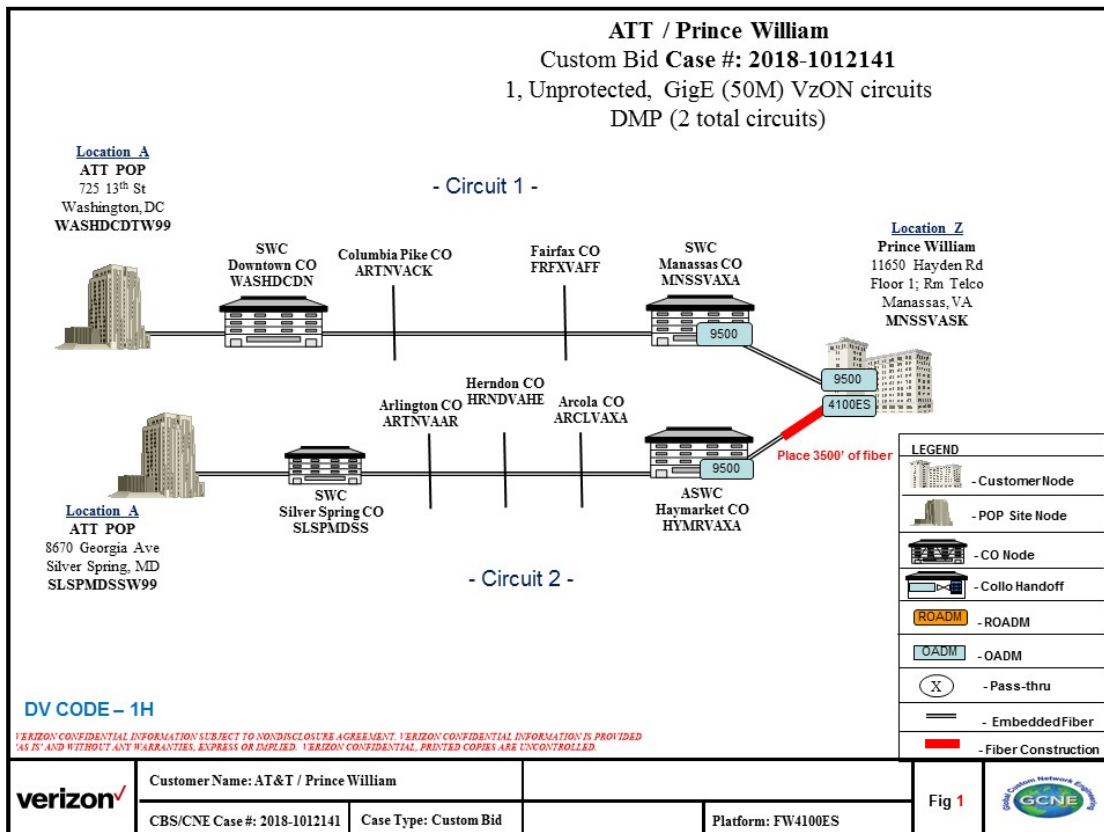 ATT / Prince William
Custom Bid Case #: 2018-1012141
1, Unprotected, GigE (50M) VzON circuits
DMP (2 total circuits)
Location A
ATT POP
725 13th St
Washington, DC
WASHDCDTW99
- Circuit 1 -
SWC
Downtown CO
WASHDCDN
Columbia Pike CO
ARTNVACK
Fairfax CO
FRFXVAFF
SWC
Manassas CO
MNSSVAXA
9500
Location Z
Prince William
11650 Hayden Rd
Floor 1; Rm Telco
Manassas, VA
MNSSVASK
9500
4100ES
Arlington CO
ARTNVAAR
Herndon CO
HRNDVAHE
Arcola CO
ARCLVAXA
9500
Place 3500' of fiber
SWC
Silver Spring CO
SLSPMDSS
ASWC
Haymarket CO
HYMRVAXA
Location A
ATT POP
8670 Georgia Ave
Silver Spring, MD
SLSPMDSSW99
- Circuit 2 -
LEGEND
- Customer Node
- POP Site Node
- CO Node
- Collo Handoff
ROADM - ROADM
OADM - OADM
X - Pass-thru
- Embedded Fiber
- Fiber Construction
DV CODE – 1H
VERIZON CONFIDENTIAL INFORMATION SUBJECT TO NONDISCLOSURE AGREEMENT. VERIZON CONFIDENTIAL INFORMATION IS PROVIDED
'AS IS' AND WITHOUT ANY WARRANTIES, EXPRESS OR IMPLIED. VERIZON CONFIDENTIAL, PRINTED COPIES ARE UNCONTROLLED.
verizon
Customer Name: AT&T / Prince William
CBS/CNE Case #: 2018-1012141
Case Type: Custom Bid
Platform: FW4100ES
Fig 1
Global Custom Network Engineering
GCNE